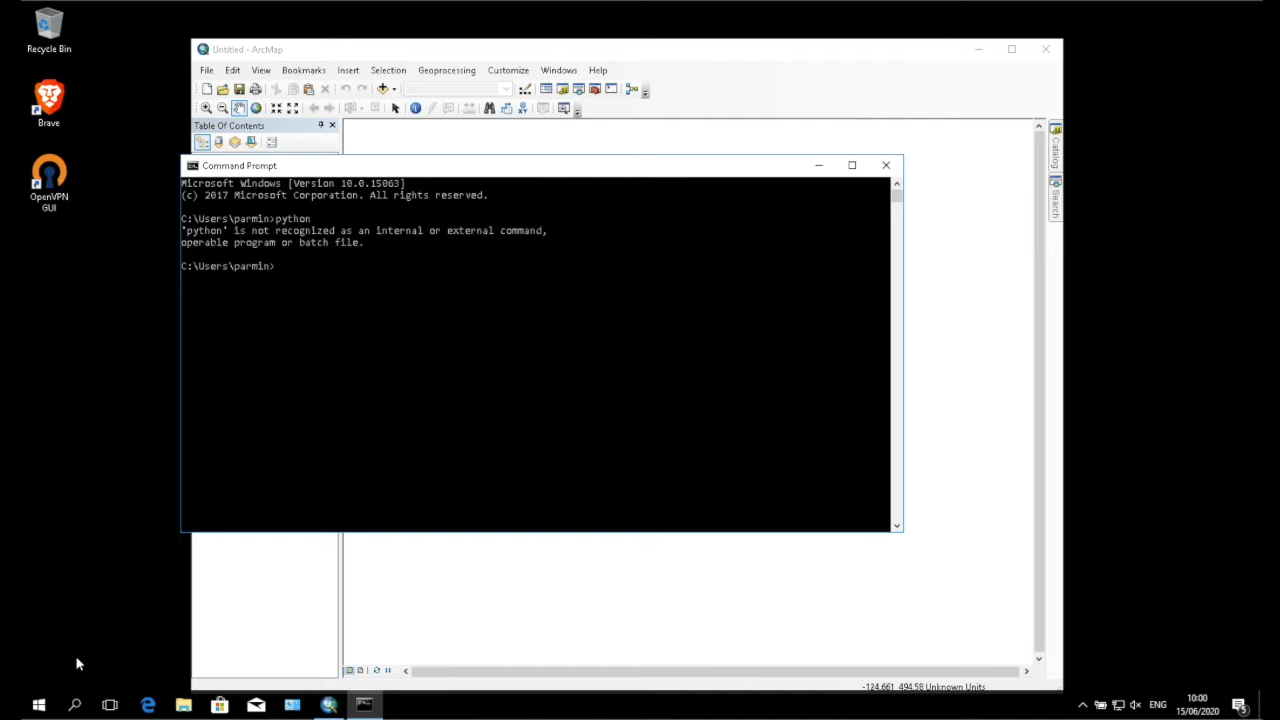 Recycle Bin
Brave
OpenVPN
GUI
Untitled - ArcMap
File Edit View Bookmarks Insert Selection Geoprocessing Customize Windows Help
Table Of Contents
Catalog
Search
Command Prompt
Microsoft Windows [Version 10.0.15063]
(c) 2017 Microsoft Corporation. All rights reserved.
C:\Users\parmin>python
'python' is not recognized as an internal or external command,
operable program or batch file.
C:\Users\parmin>
-124.661 494.58 Unknown Units
ENG
10:00
15/06/2020
5